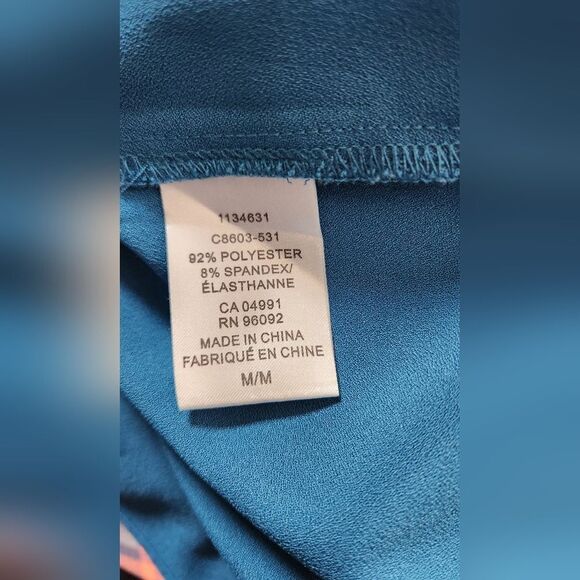 1134631
C8603-531
92% POLYESTER
8% SPANDEX/
ÉLASTHANNE
CA 04991
RN 96092
MADE IN CHINA
FABRIQUÉ EN CHINE
M/M